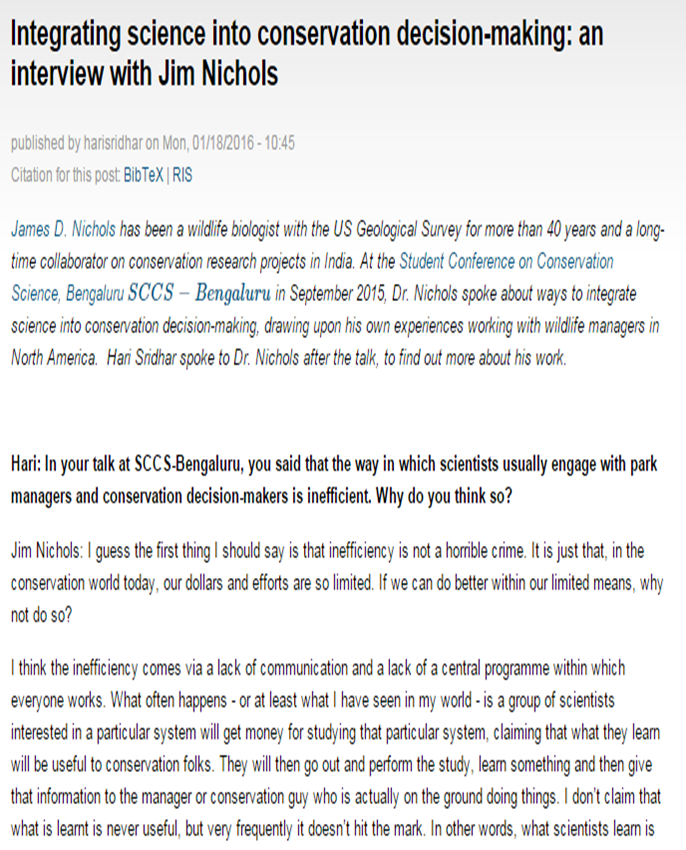 Integrating science into conservation decision-making: an
interview with Jim Nichols
published by harisridhar on Mon, 01/18/2016 - 10:45
Citation for this post: BibTeX | RIS
James D. Nichols has been a wildlife biologist with the US Geological Survey for more than 40 years and a long-
time collaborator on conservation research projects in India. At the Student Conference on Conservation
Science, Bengaluru SCCS – Bengaluru in September 2015, Dr. Nichols spoke about ways to integrate
science into conservation decision-making, drawing upon his own experiences working with wildlife managers in
North America. Hari Sridhar spoke to Dr. Nichols after the talk, to find out more about his work.
Hari: In your talk at SCCS-Bengaluru, you said that the way in which scientists usually engage with park
managers and conservation decision-makers is inefficient. Why do you think so?
Jim Nichols: I guess the first thing I should say is that inefficiency is not a horrible crime. It is just that, in the
conservation world today, our dollars and efforts are so limited. If we can do better within our limited means, why
not do so?
I think the inefficiency comes via a lack of communication and a lack of a central programme within which
everyone works. What often happens - or at least what I have seen in my world - is a group of scientists
interested in a particular system will get money for studying that particular system, claiming that what they learn
will be useful to conservation folks. They will then go out and perform the study, learn something and then give
that information to the manager or conservation guy who is actually on the ground doing things. I don't claim that
what is learnt is never useful, but very frequently it doesn't hit the mark. In other words, what scientists learn is